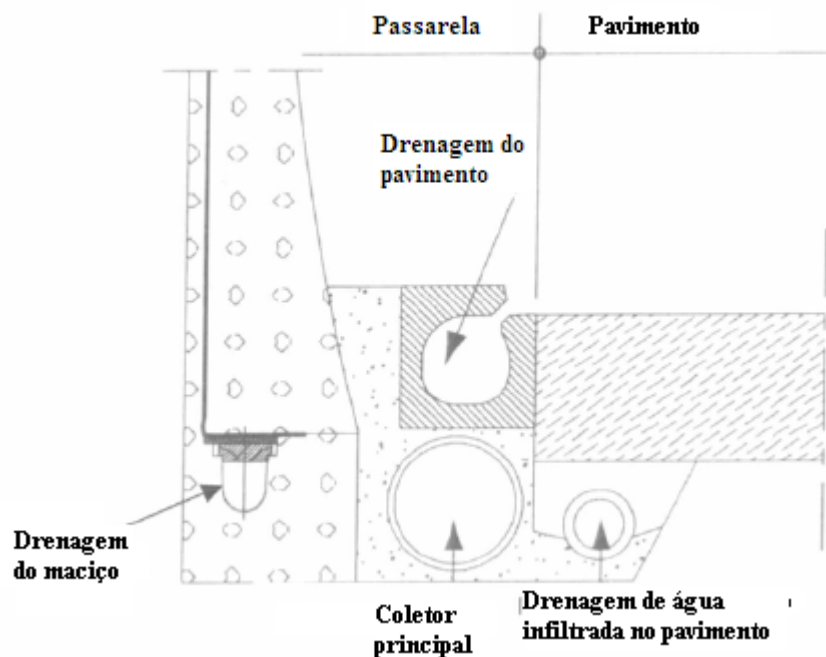 Passarela
Pavimento
Drenagem do
pavimento
Drenagem
do maciço
Coletor
principal
Drenagem de água
infiltrada no pavimento